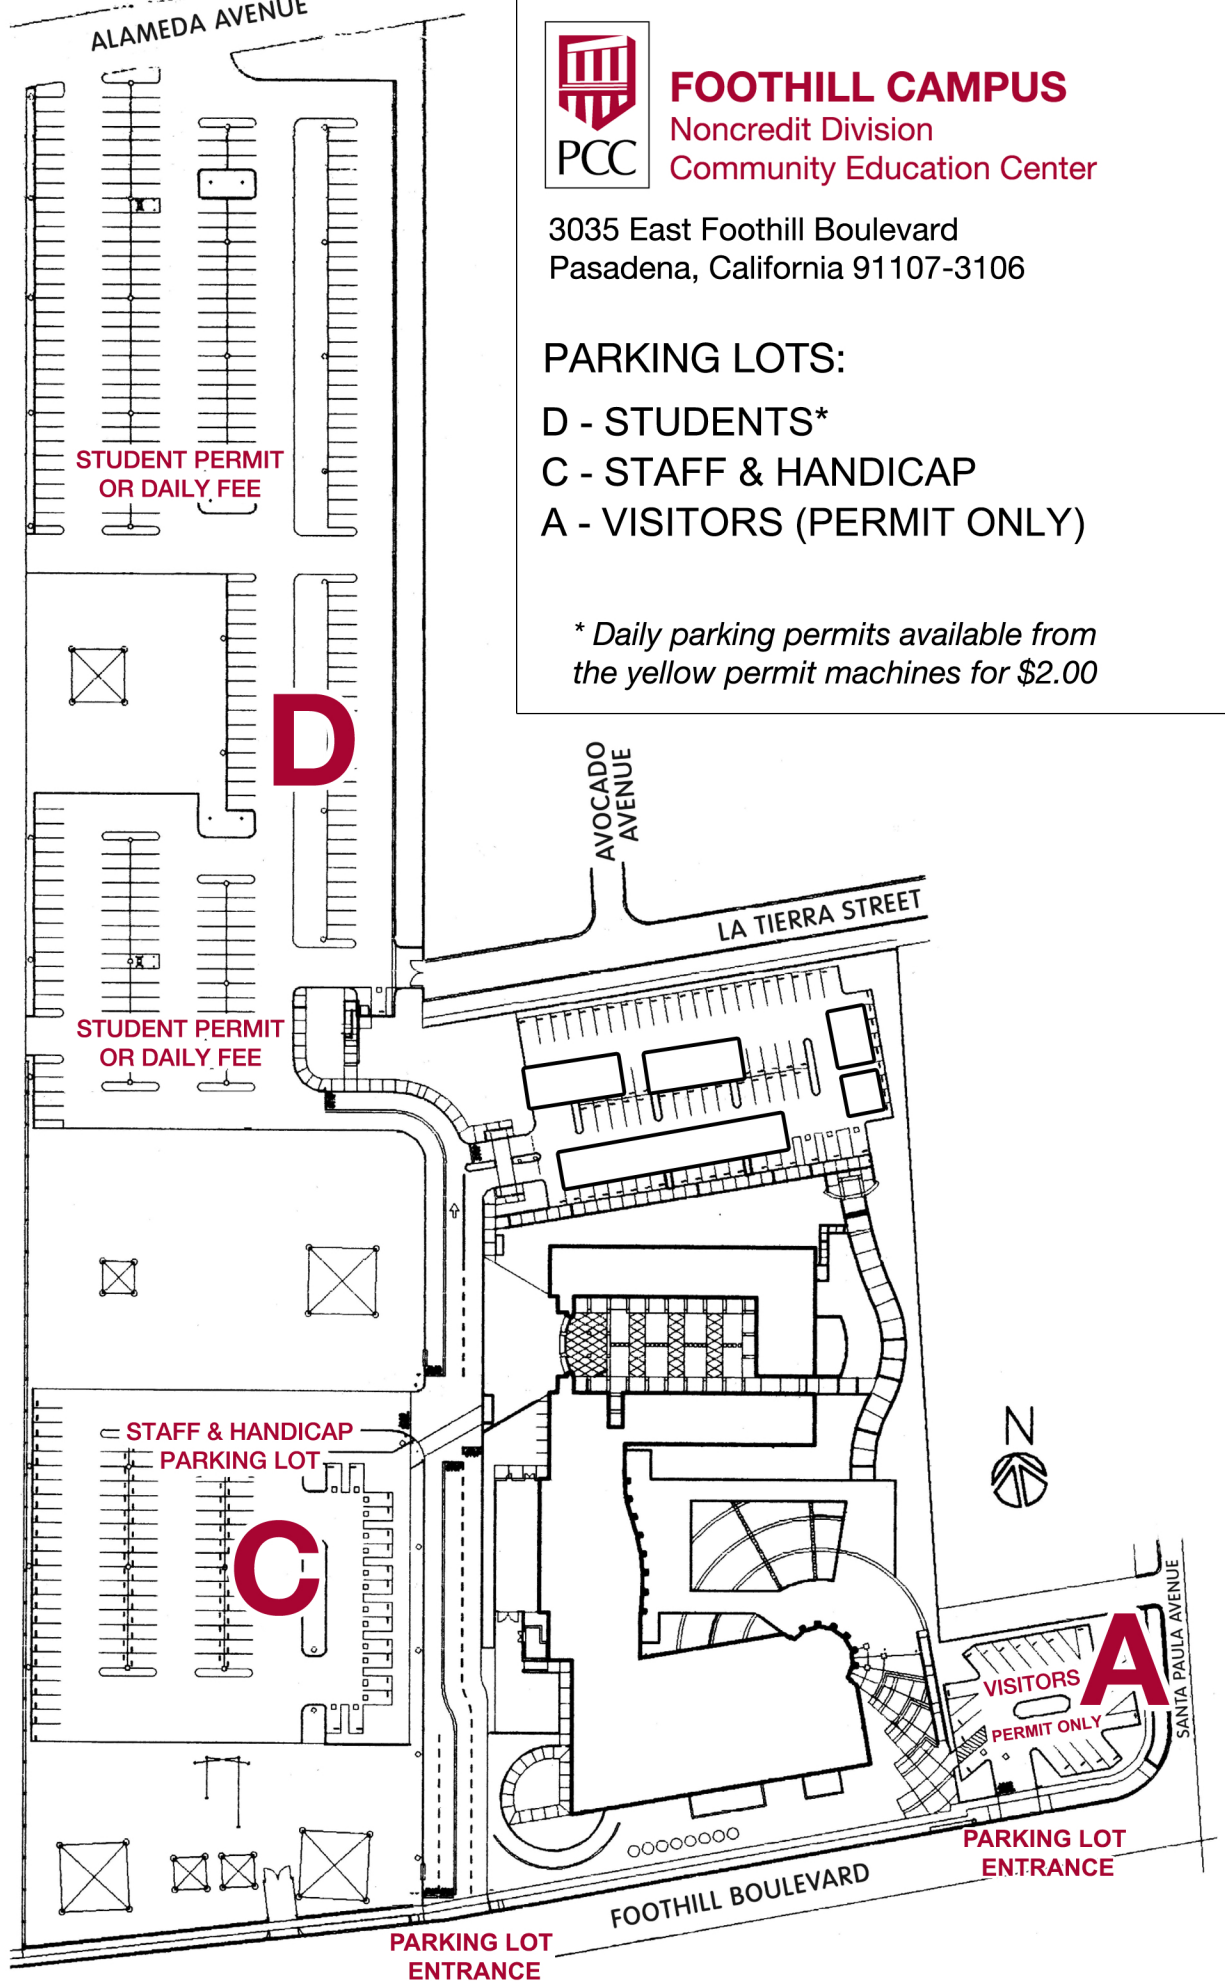 ALAMEDA AVENUE
PCC
FOOTHILL CAMPUS
Noncredit Division
Community Education Center
3035 East Foothill Boulevard
Pasadena, California 91107-3106
PARKING LOTS:
D - STUDENTS*
C - STAFF & HANDICAP
A - VISITORS (PERMIT ONLY)
* Daily parking permits available from
the yellow permit machines for $2.00
STUDENT PERMIT
OR DAILY FEE
D
AVOCADO
AVENUE
LA TIERRA STREET
STUDENT PERMIT
OR DAILY FEE
STAFF & HANDICAP
PARKING LOT
C
N
A
VISITORS
PERMIT ONLY
SANTA PAULA AVENUE
PARKING LOT
ENTRANCE
FOOTHILL BOULEVARD
PARKING LOT
ENTRANCE